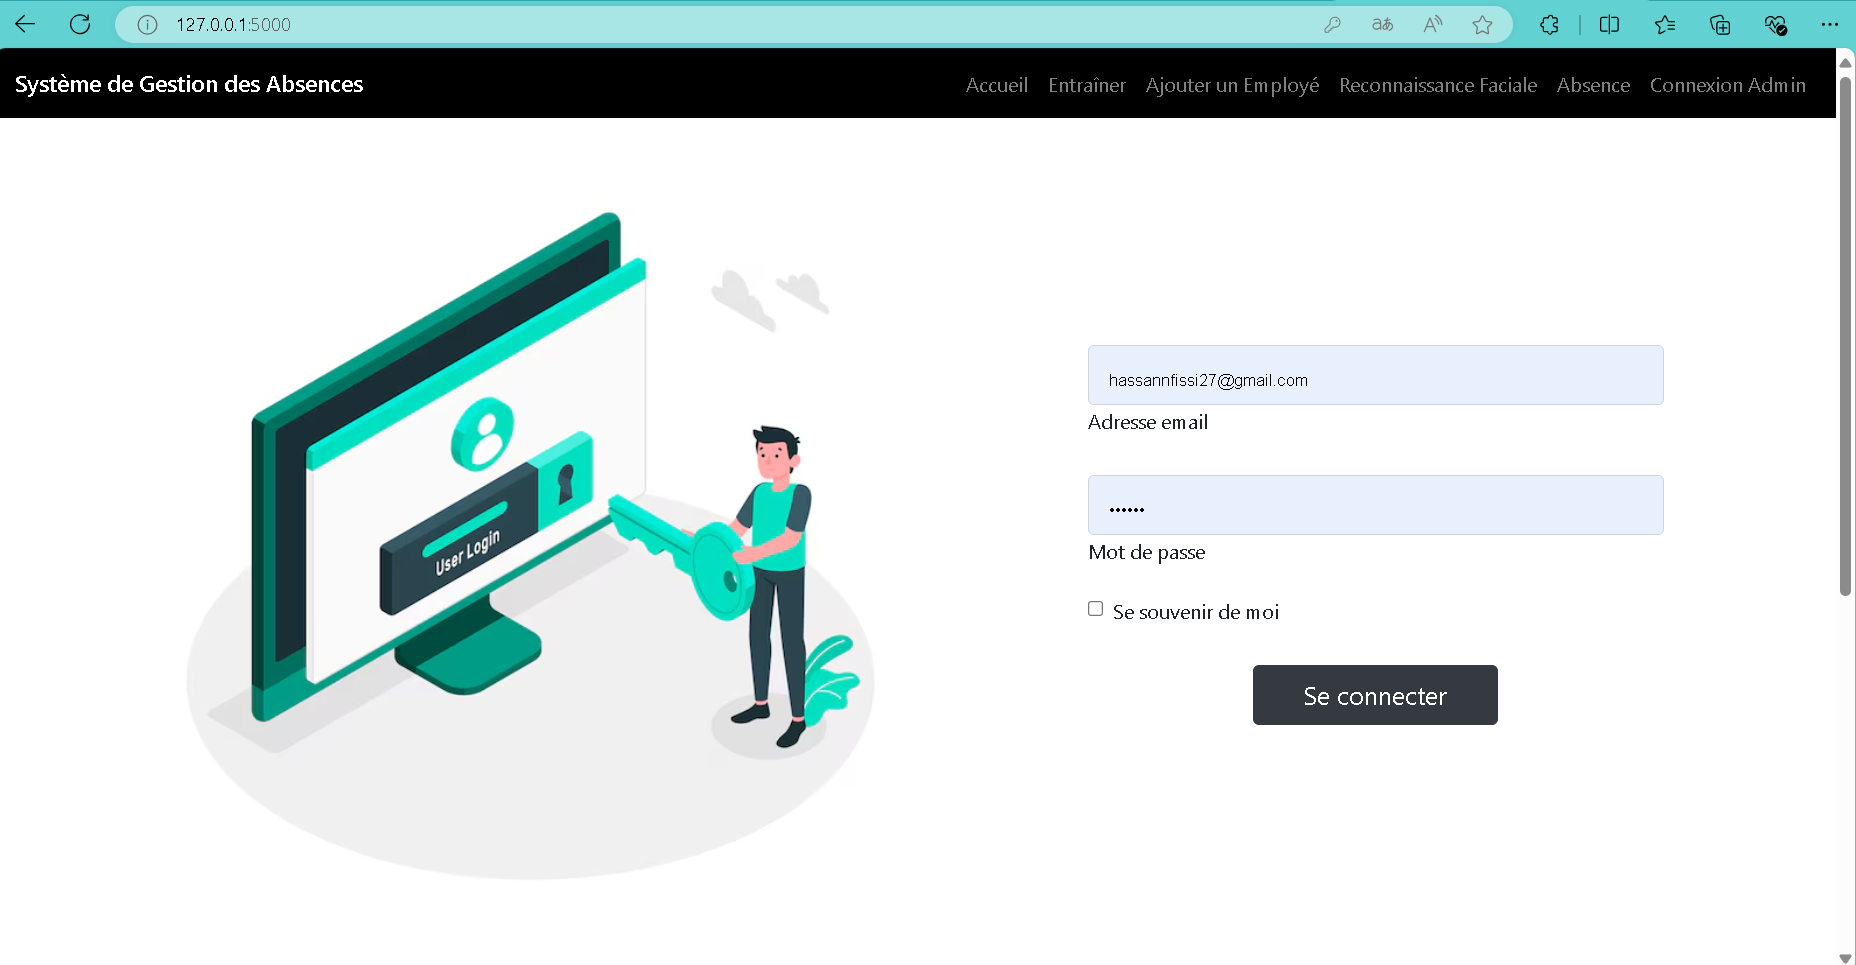 127.0.0.1:5000
Système de Gestion des Absences
Accueil Entraîner Ajouter un Employé Reconnaissance Faciale Absence Connexion Admin
User Login
hassannfissi27@gmail.com
Adresse email
••••••
Mot de passe
Se souvenir de moi
Se connecter